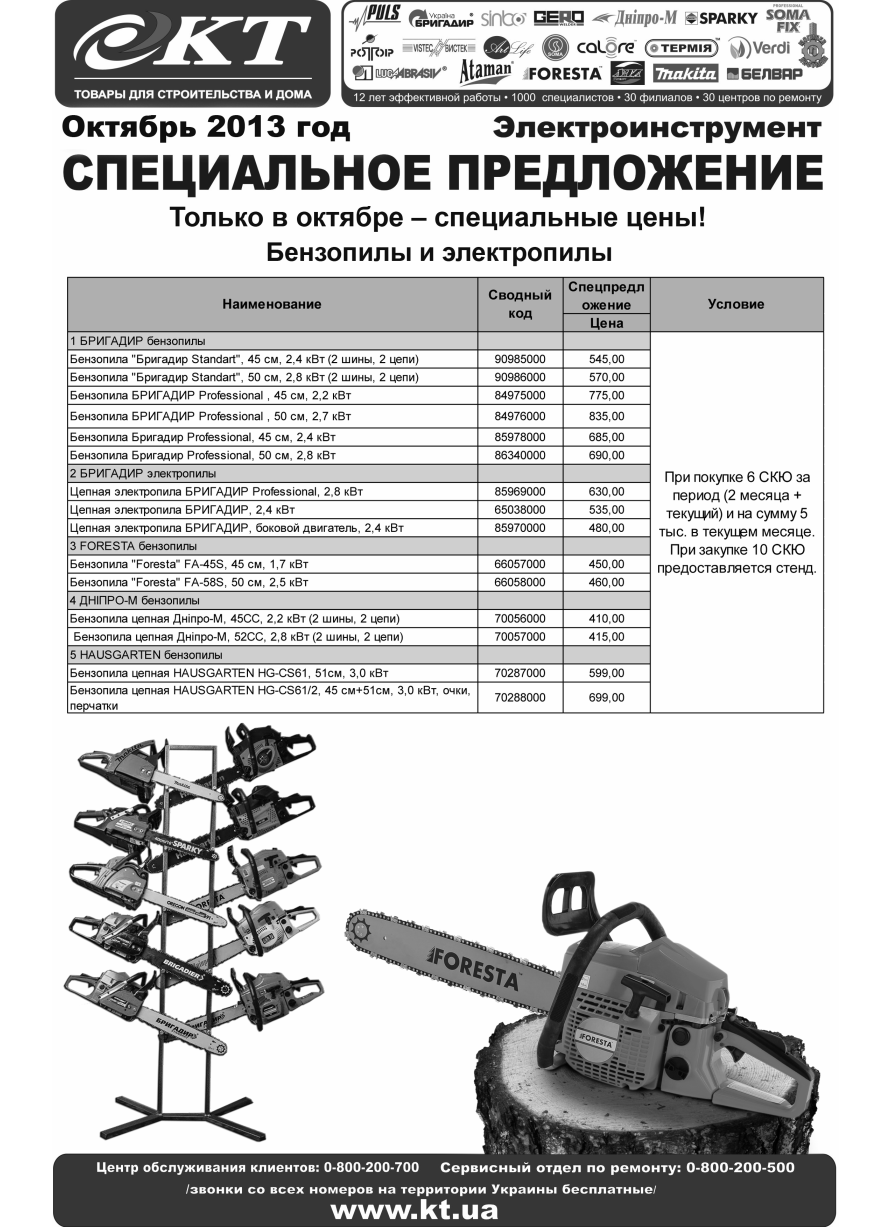 КТ
ТОВАРЫ ДЛЯ СТРОИТЕЛЬСТВА И ДОМА
PULS Україна БРИГАДИР sinbo GERO WELDER Дніпро-М SPARKY PROFESSIONAL SOMA FIX
РОСТОІР VISTEC ВИСТЕК Art Life SOMA CALORE ТЕРМІЯ Verdi
LUGAABRASIV Ataman FORESTA makita БЕЛВАР
12 лет эффективной работы • 1000 специалистов • 30 филиалов • 30 центров по ремонту
Октябрь 2013 год Электроинструмент
СПЕЦИАЛЬНОЕ ПРЕДЛОЖЕНИЕ
Только в октябре – специальные цены!
Бензопилы и электропилы
Наименование Сводный код Спецпредложение Цена Условие
1 БРИГАДИР бензопилы
Бензопила "Бригадир Standart", 45 см, 2,4 кВт (2 шины, 2 цепи) 90985000 545,00
Бензопила "Бригадир Standart", 50 см, 2,8 кВт (2 шины, 2 цепи) 90986000 570,00
Бензопила БРИГАДИР Professional , 45 см, 2,2 кВт 84975000 775,00
Бензопила БРИГАДИР Professional , 50 см, 2,7 кВт 84976000 835,00
Бензопила Бригадир Professional, 45 см, 2,4 кВт 85978000 685,00
Бензопила Бригадир Professional, 50 см, 2,8 кВт 86340000 690,00
2 БРИГАДИР электропилы
Цепная электропила БРИГАДИР Professional, 2,8 кВт 85969000 630,00
Цепная электропила БРИГАДИР, 2,4 кВт 65038000 535,00
Цепная электропила БРИГАДИР, боковой двигатель, 2,4 кВт 85970000 480,00
3 FORESTA бензопилы
Бензопила "Foresta" FA-45S, 45 см, 1,7 кВт 66057000 450,00
Бензопила "Foresta" FA-58S, 50 см, 2,5 кВт 66058000 460,00
4 ДНІПРО-М бензопилы
Бензопила цепная Дніпро-М, 45СС, 2,2 кВт (2 шины, 2 цепи) 70056000 410,00
Бензопила цепная Дніпро-М, 52СС, 2,8 кВт (2 шины, 2 цепи) 70057000 415,00
5 HAUSGARTEN бензопилы
Бензопила цепная HAUSGARTEN HG-CS61, 51см, 3,0 кВт 70287000 599,00
Бензопила цепная HAUSGARTEN HG-CS61/2, 45 см+51см, 3,0 кВт, очки,
перчатки 70288000 699,00
При покупке 6 СКЮ за
период (2 месяца +
текущий) и на сумму 5
тыс. в текущем месяце.
При закупке 10 СКЮ
предоставляется стенд.
makita
SPARKY
OREGON
FORESTA
BRIGADIER
БРИГАДИР
БРИГАДИР
FORESTA
FORESTA
Центр обслуживания клиентов: 0-800-200-700 Сервисный отдел по ремонту: 0-800-200-500
/звонки со всех номеров на территории Украины бесплатные/
www.kt.ua